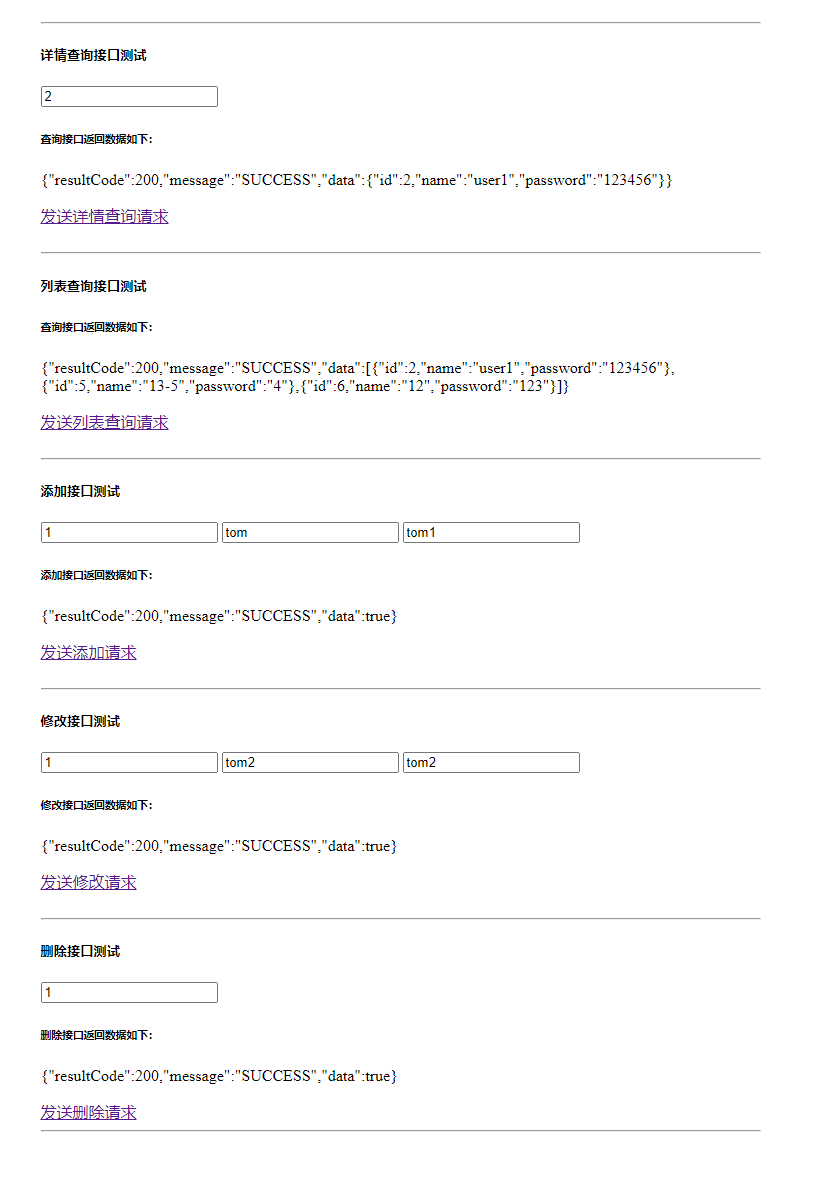 详情查询接口测试
2
查询接口返回数据如下：
{"resultCode":200,"message":"SUCCESS","data":{"id":2,"name":"user1","password":"123456"}}
发送详情查询请求
列表查询接口测试
查询接口返回数据如下：
{"resultCode":200,"message":"SUCCESS","data":[{"id":2,"name":"user1","password":"123456"},
{"id":5,"name":"13-5","password":"4"},{"id":6,"name":"12","password":"123"}]}
发送列表查询请求
添加接口测试
1 tom tom1
添加接口返回数据如下：
{"resultCode":200,"message":"SUCCESS","data":true}
发送添加请求
修改接口测试
1 tom2 tom2
修改接口返回数据如下：
{"resultCode":200,"message":"SUCCESS","data":true}
发送修改请求
删除接口测试
1
删除接口返回数据如下：
{"resultCode":200,"message":"SUCCESS","data":true}
发送删除请求